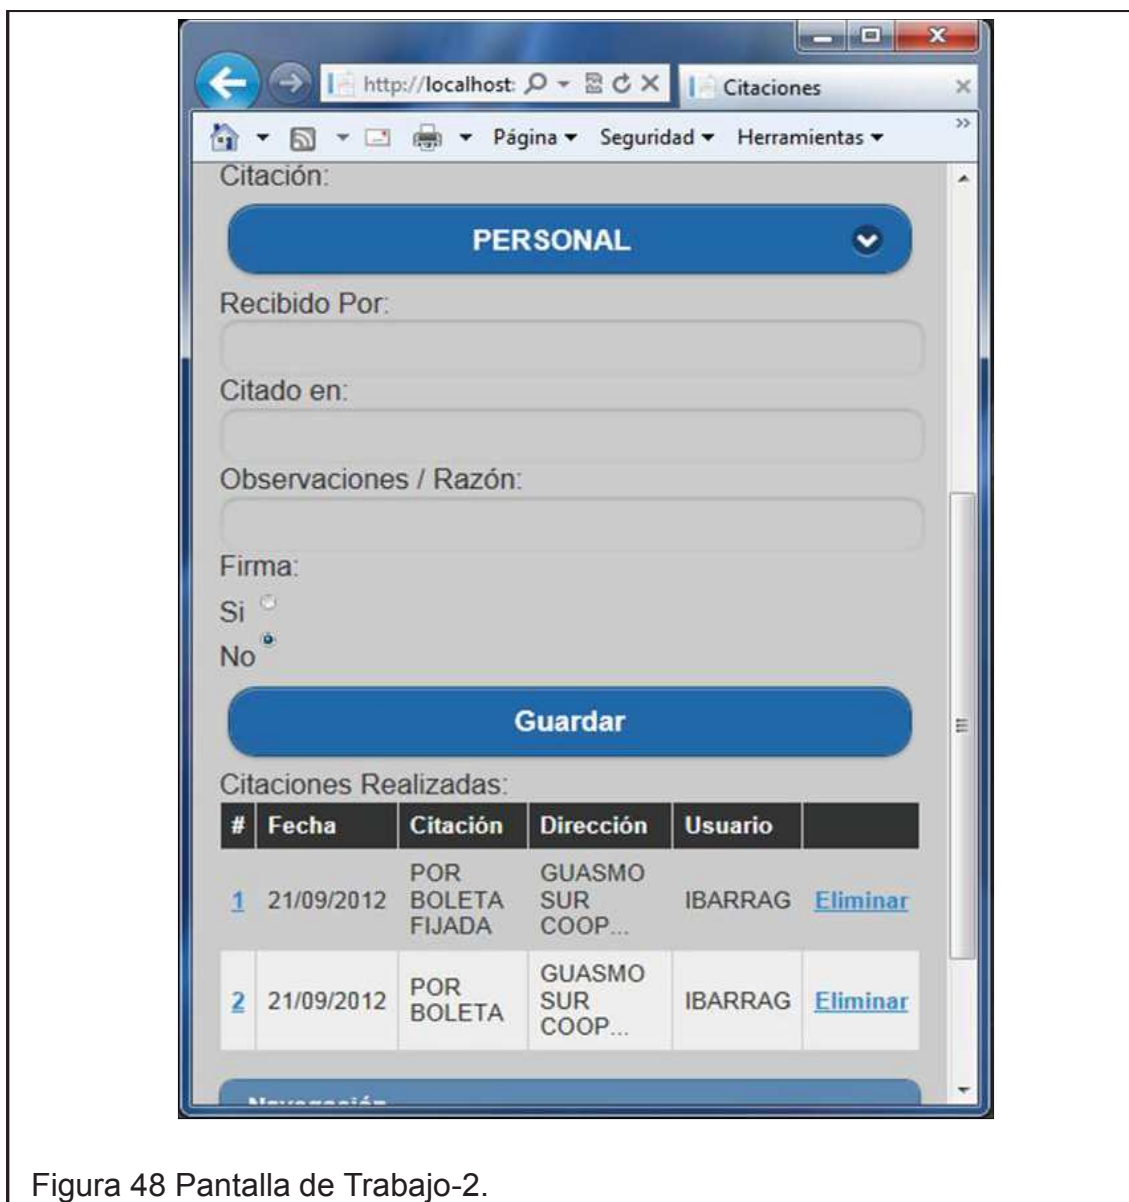 http://localhost:
Citaciones
Página
Seguridad
Herramientas
Citación:
PERSONAL
Recibido Por:
Citado en:
Observaciones / Razón:
Firma:
Si
No
Guardar
Citaciones Realizadas:
# Fecha Citación Dirección Usuario
1 21/09/2012 POR BOLETA FIJADA GUASMO SUR COOP... IBARRAG Eliminar
2 21/09/2012 POR BOLETA GUASMO SUR COOP... IBARRAG Eliminar
Navegación
Figura 48 Pantalla de Trabajo-2.